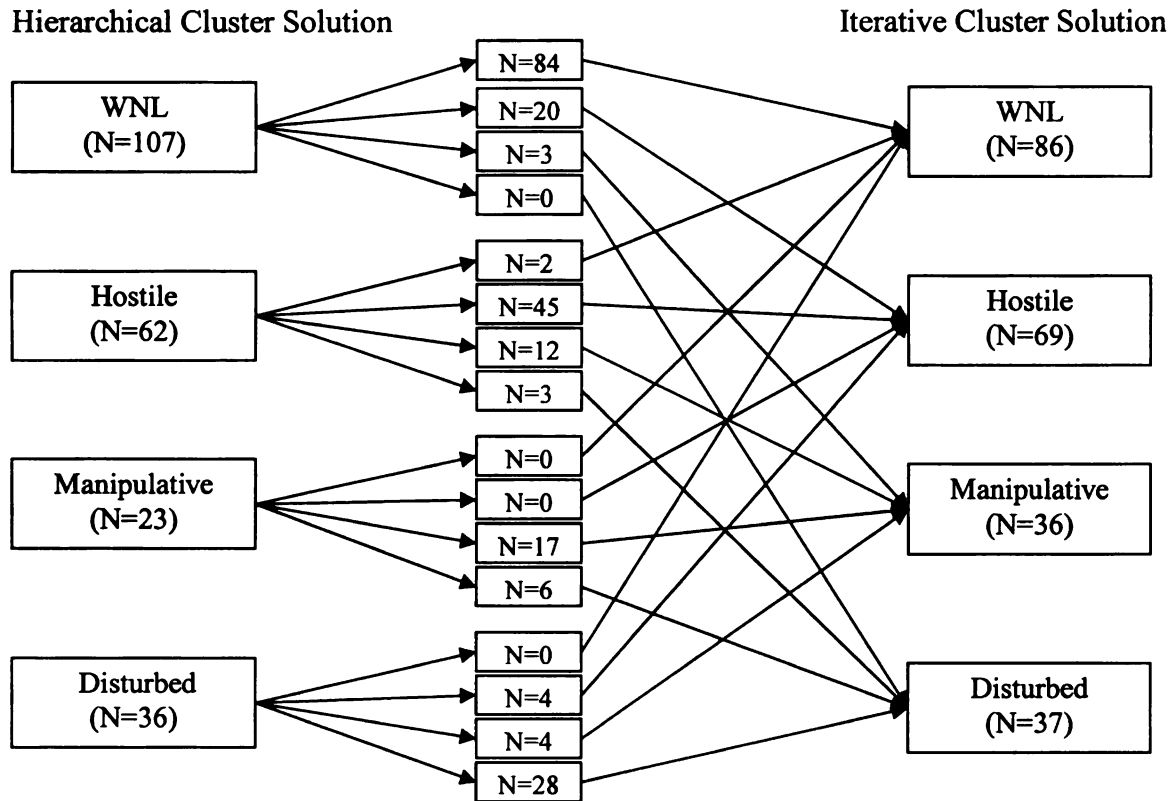 Hierarchical Cluster Solution
Iterative Cluster Solution
WNL
(N=107)
N=84
N=20
N=3
N=0
WNL
(N=86)
Hostile
(N=62)
N=2
N=45
N=12
N=3
Hostile
(N=69)
Manipulative
(N=23)
N=0
N=0
N=17
N=6
Manipulative
(N=36)
Disturbed
(N=36)
N=0
N=4
N=4
N=28
Disturbed
(N=37)